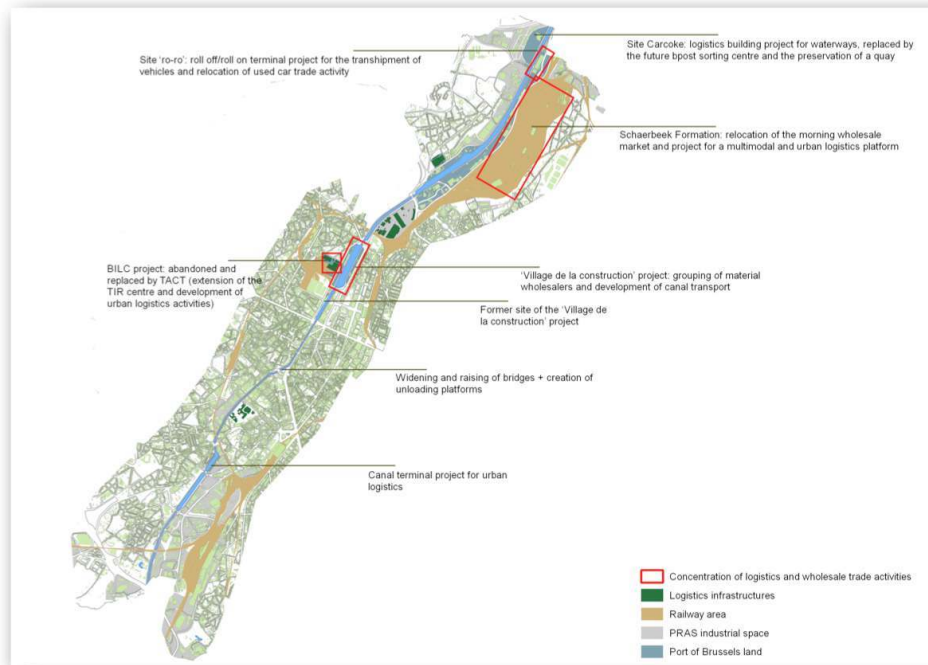 Site Carcoke: logistics building project for waterways, replaced by
the future bpost sorting centre and the preservation of a quay
Site 'ro-ro': roll off/roll on terminal project for the transhipment of
vehicles and relocation of used car trade activity
Schaerbeek Formation: relocation of the morning wholesale
market and project for a multimodal and urban logistics platform
BILC project: abandoned and
replaced by TACT (extension of the
TIR centre and development of
urban logistics activities)
'Village de la construction' project: grouping of material
wholesalers and development of canal transport
Former site of the 'Village de
la construction' project
Widening and raising of bridges + creation of
unloading platforms
Canal terminal project for urban
logistics
Concentration of logistics and wholesale trade activities
Logistics infrastructures
Railway area
PRAS industrial space
Port of Brussels land